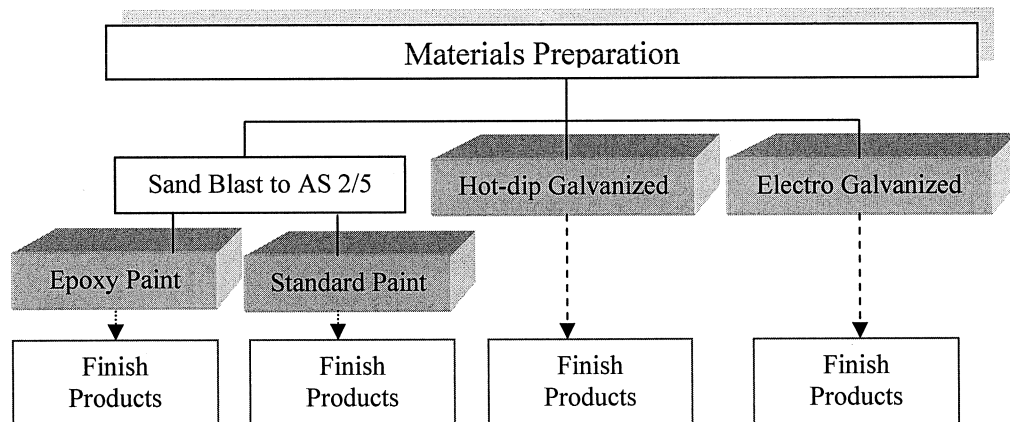 Materials Preparation
Sand Blast to AS 2/5
Hot-dip Galvanized
Electro Galvanized
Epoxy Paint
Standard Paint
Finish
Products
Finish
Products
Finish
Products
Finish
Products